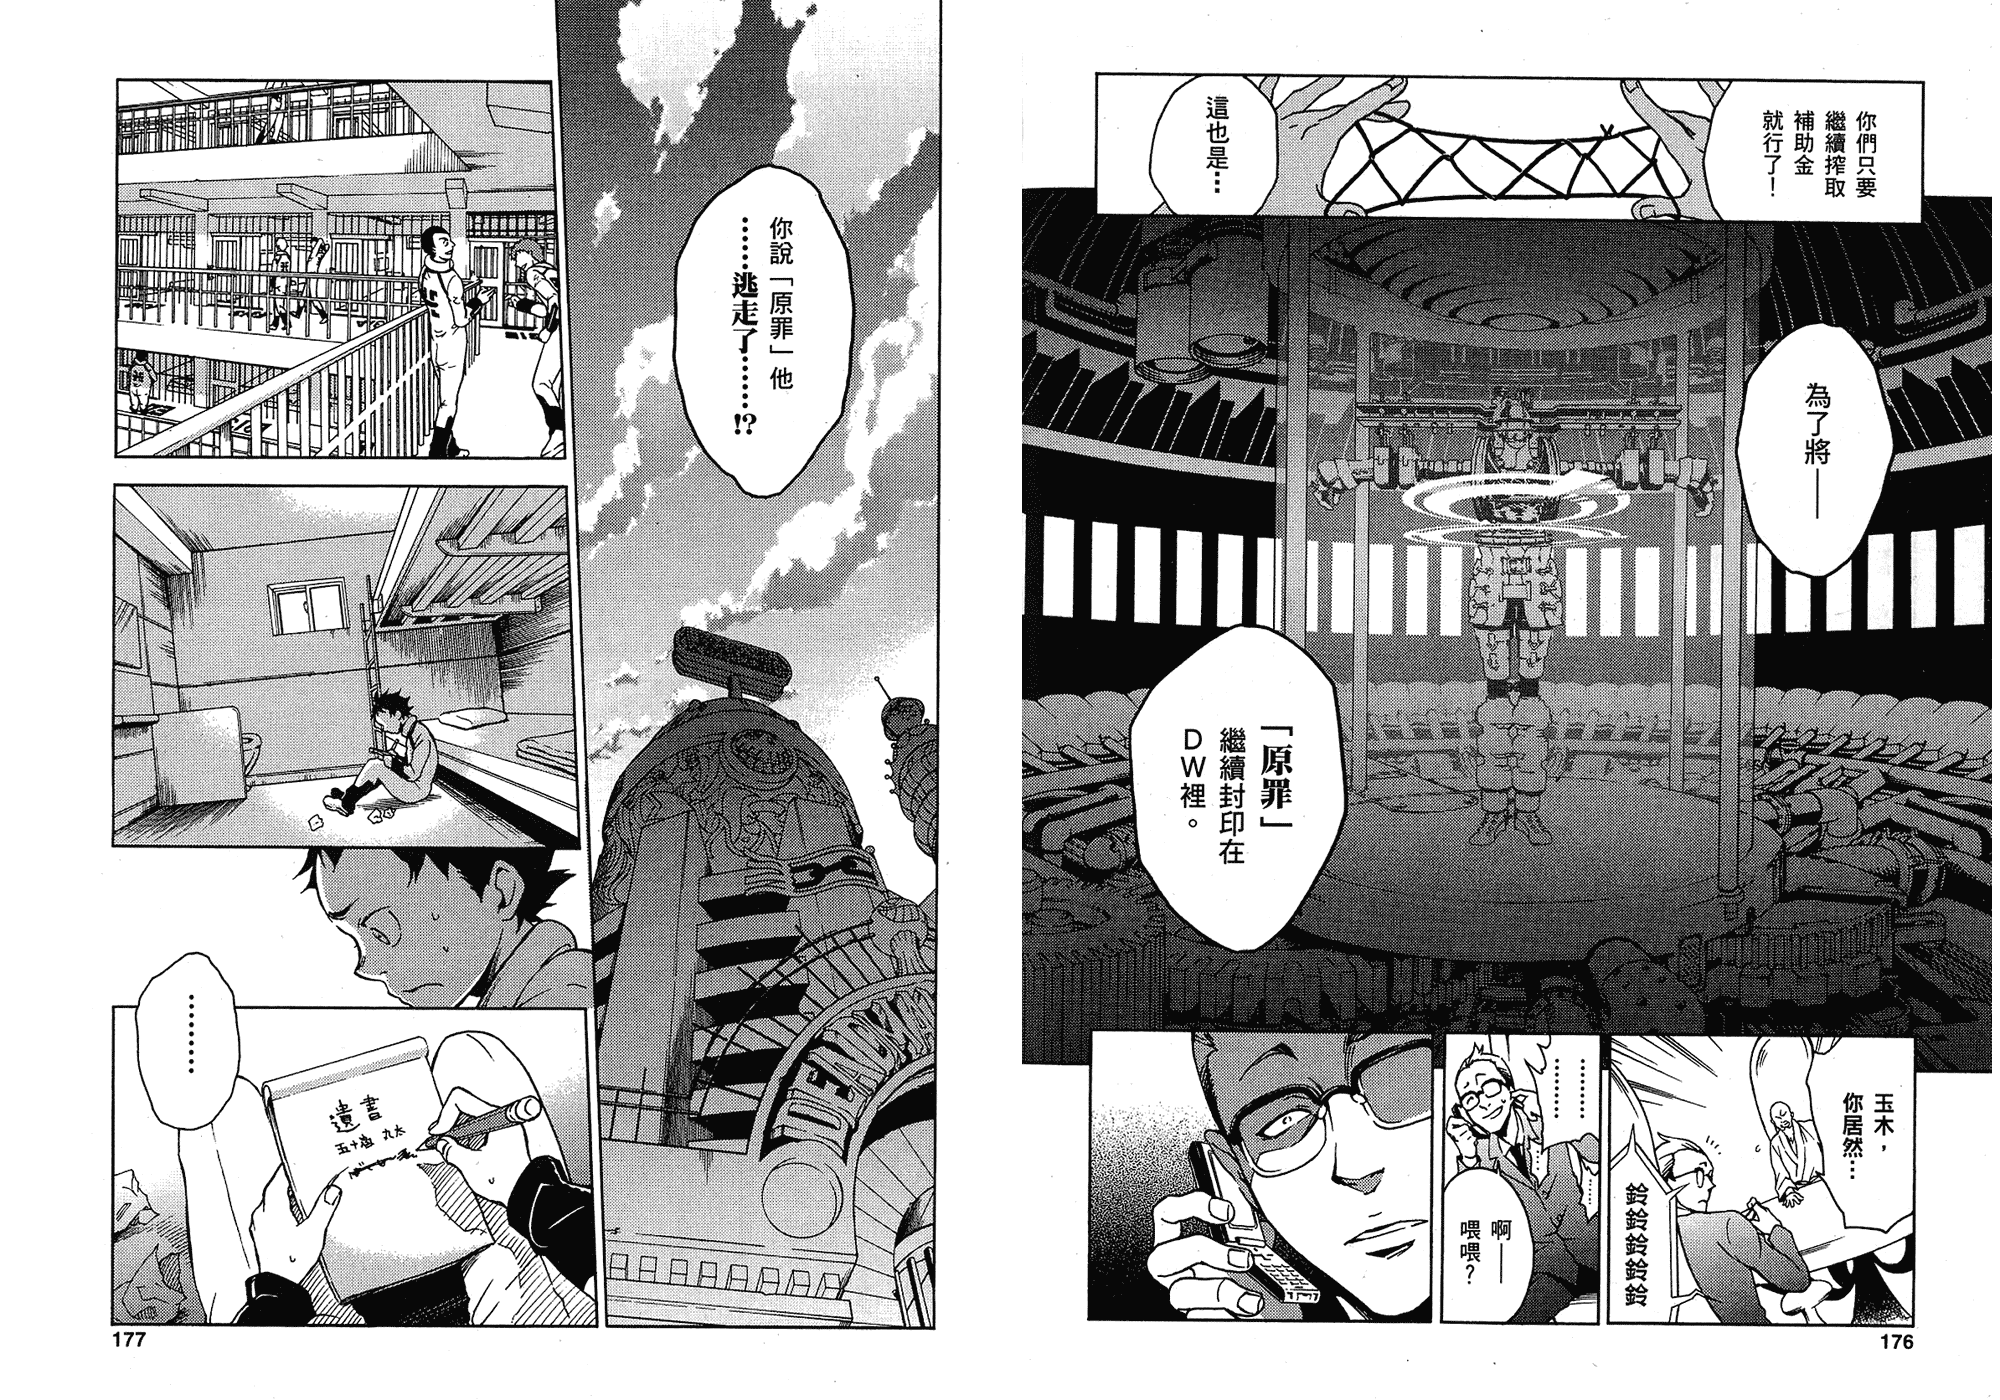 你們只要
繼續搾取
補助金
就行了！
這也是…
為了將——
「原罪」
繼續封印在
DW裡。
玉木，
你居然…
鈴鈴鈴鈴鈴
………
……
啊——
喂喂？
176
你說「原罪」他
……逃走了……!?
………
遺書
五十嵐 丸太
177